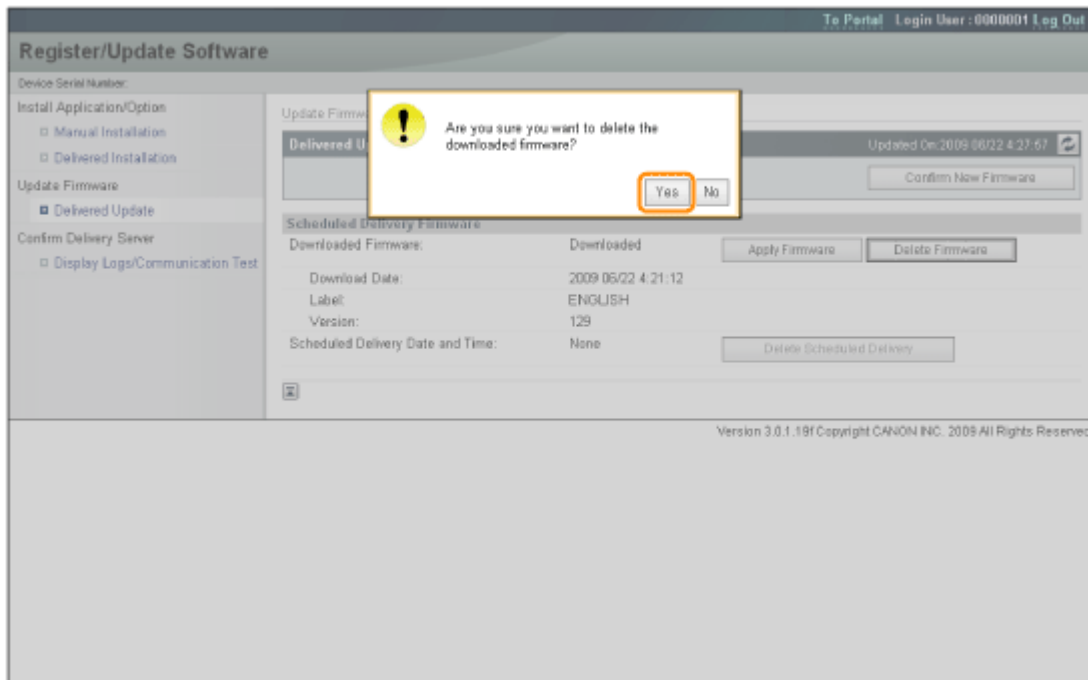 To Portal Login User : 0000001 Log Out
Register/Update Software
Device Serial Number:
Install Application/Option
Manual Installation
Delivered Installation
Update Firmware
Delivered Update
Confirm Delivery Server
Display Logs/Communication Test
Update Firmw
Delivered U
Updated On:2009 06/22 4:27:57
Confirm New Firmware
Are you sure you want to delete the
downloaded firmware?
Yes No
Scheduled Delivery Firmware
Downloaded Firmware: Downloaded Apply Firmware Delete Firmware
Download Date: 2009 06/22 4:21:12
Label: ENGLISH
Version: 129
Scheduled Delivery Date and Time: None Delete Scheduled Delivery
Version 3.0.1.19f Copyright CANON INC. 2009 All Rights Reserved